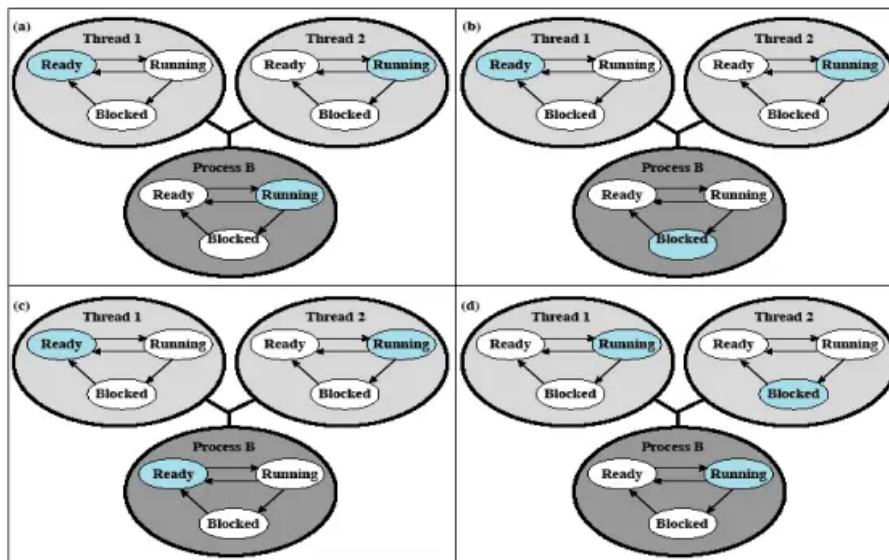 (a)
Thread 1
Ready Running
Blocked
Thread 2
Ready Running
Blocked
Process B
Ready Running
Blocked
(b)
Thread 1
Ready Running
Blocked
Thread 2
Ready Running
Blocked
Process B
Ready Running
Blocked
(c)
Thread 1
Ready Running
Blocked
Thread 2
Ready Running
Blocked
Process B
Ready Running
Blocked
(d)
Thread 1
Ready Running
Blocked
Thread 2
Ready Running
Blocked
Process B
Ready Running
Blocked